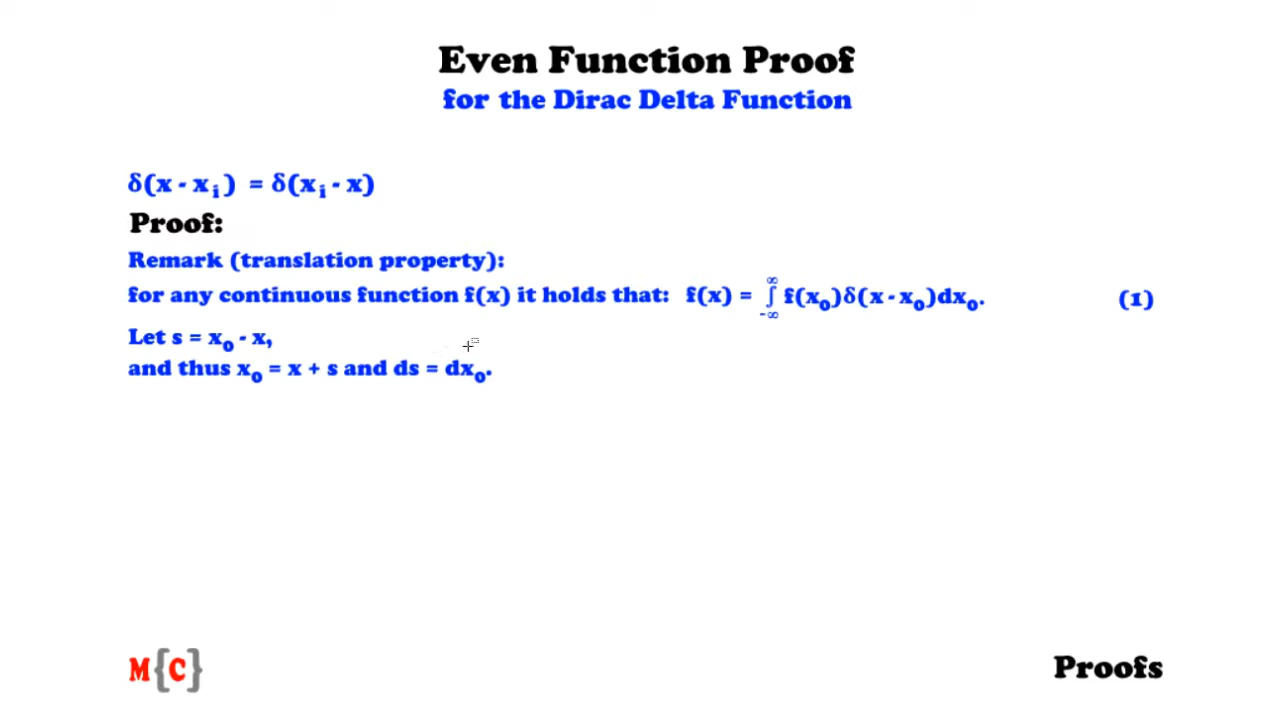 Even Function Proof
for the Dirac Delta Function
δ(x - xᵢ) = δ(xᵢ - x)
Proof:
Remark (translation property):
for any continuous function f(x) it holds that: f(x) = ∫_{-∞}^{∞} f(x₀)δ(x - x₀)dx₀. (1)
Let s = x₀ - x,
and thus x₀ = x + s and ds = dx₀.
M{C}
Proofs